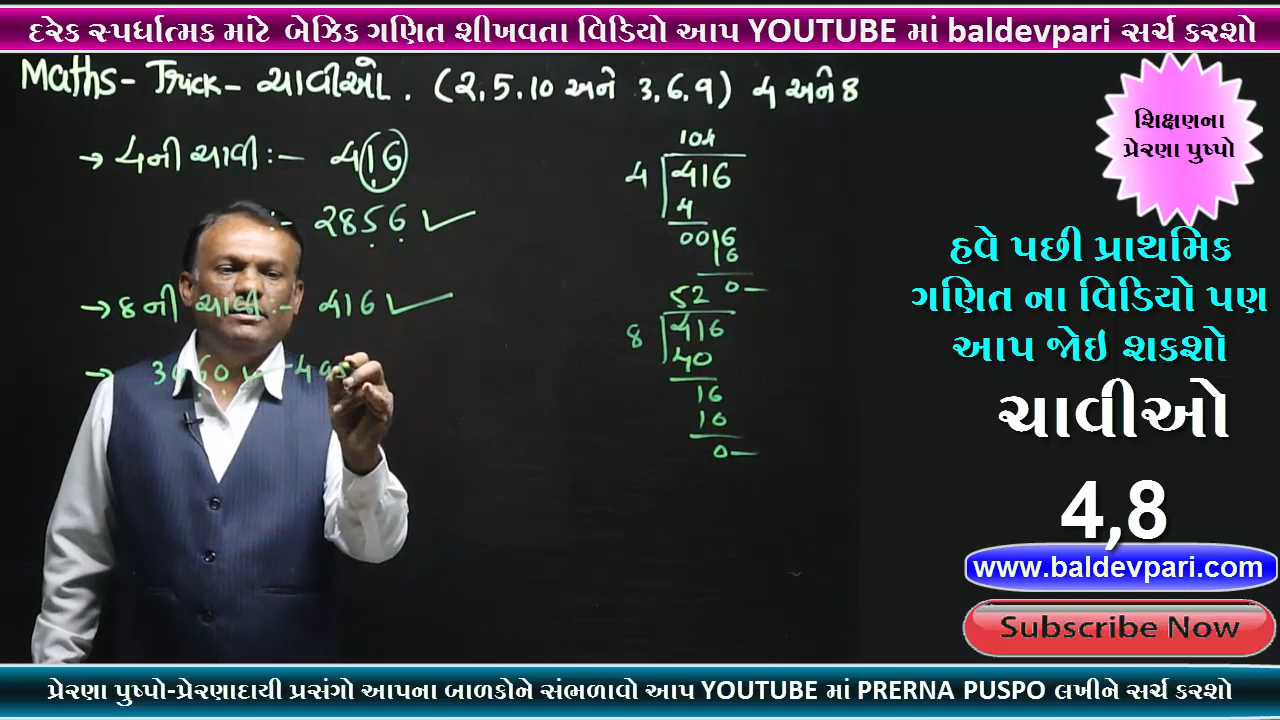 દરેક સ્પર્ધાત્મક માંટે બેઝિક ગણિત શીખવતા વિડિયો આપ YOUTUBE માં baldevpari સર્ચ કરશો
Maths - Trick - ચાવીઓ. (2, 5, 10 અને 3, 6, 9) 4 અને 8
→ 4ની ચાવી :- 416
:- 2856 ✓
→ 8 ની ચાવી :- 416 ✓
→
104
4 416
4
0016
16
0
52
8 416
40
16
0
શિક્ષણના
પ્રેરણા પુષ્પો
હવે પછી પ્રાથમિક
ગણિત ના વિડિયો પણ
આપ જોઇ શકશો
ચાવીઓ
4,8
www.baldevpari.com
Subscribe Now
પ્રેરણા પુષ્પો-પ્રેરણાદાયી પ્રસંગો આપના બાળકોને સંભળાવો આપ YOUTUBE માં PRERNA PUSPO લખીને સર્ચ કરશો